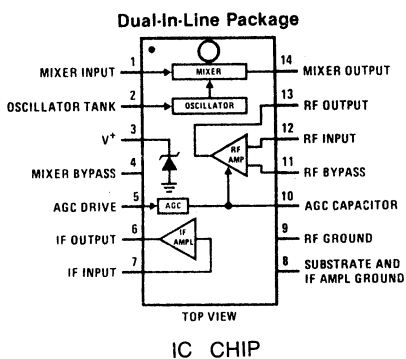 Dual-In-Line Package
1
MIXER INPUT
MIXER
14
MIXER OUTPUT
2
OSCILLATOR TANK
OSCILLATOR
13
RF OUTPUT
3
V+
12
RF INPUT
RF
AMP
4
MIXER BYPASS
11
RF BYPASS
5
AGC DRIVE
AGC
10
AGC CAPACITOR
6
IF OUTPUT
IF
AMPL
9
RF GROUND
7
IF INPUT
8
SUBSTRATE AND
IF AMPL GROUND
TOP VIEW
IC CHIP